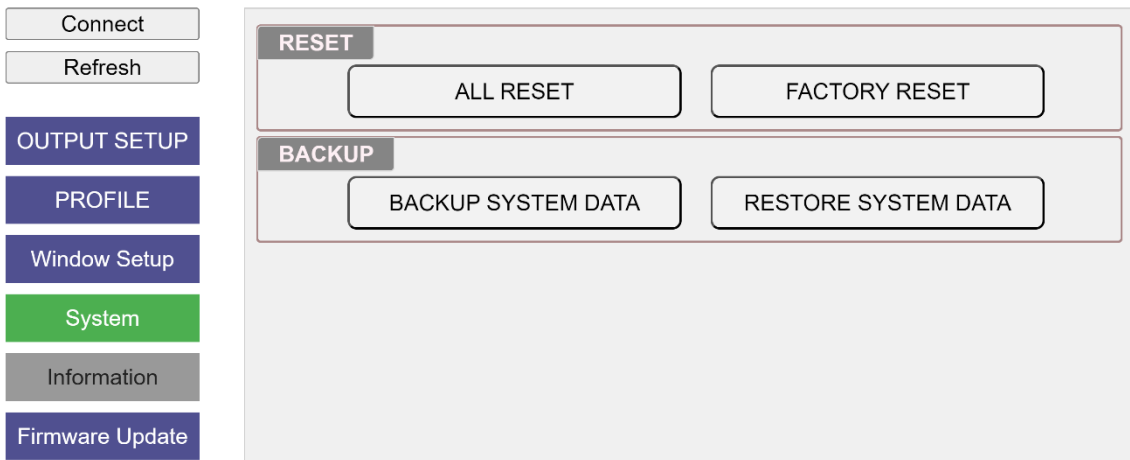 Connect
Refresh
OUTPUT SETUP
PROFILE
Window Setup
System
Information
Firmware Update
RESET
ALL RESET
FACTORY RESET
BACKUP
BACKUP SYSTEM DATA
RESTORE SYSTEM DATA